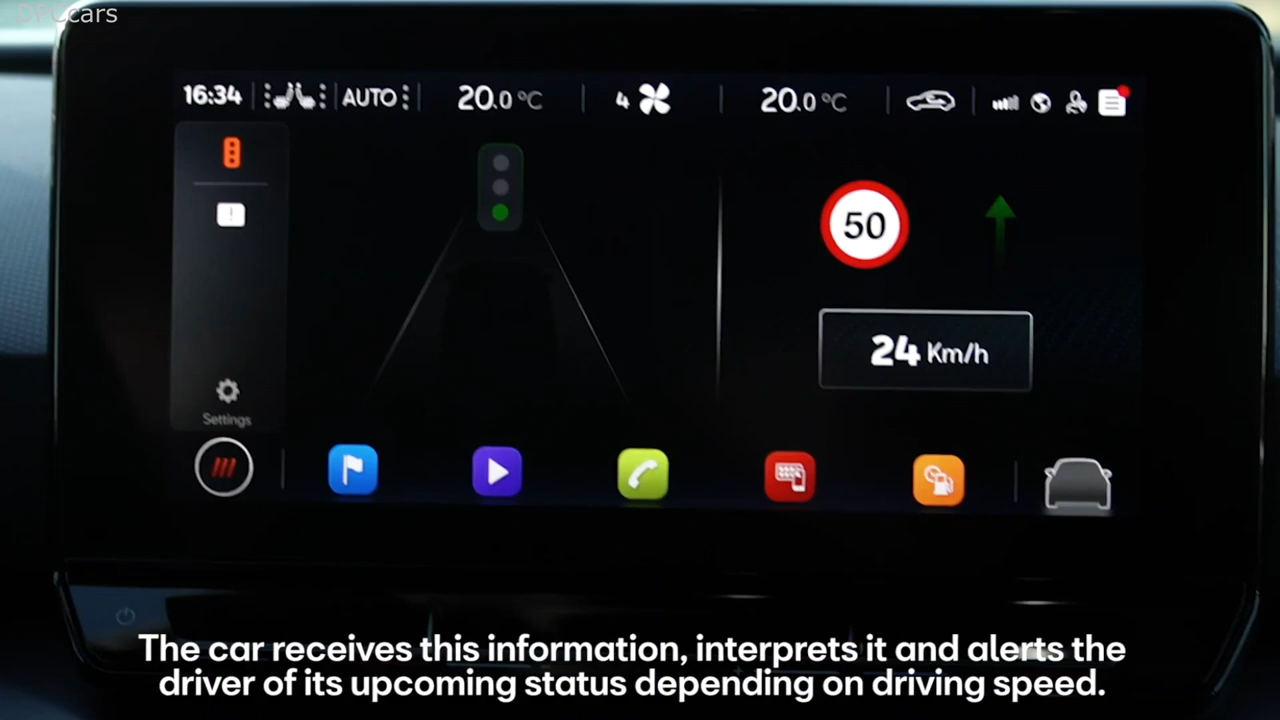 DPCcars
16:34
AUTO
20.0 °C
4
20.0 °C
50
24 Km/h
Settings
The car receives this information, interprets it and alerts the
driver of its upcoming status depending on driving speed.